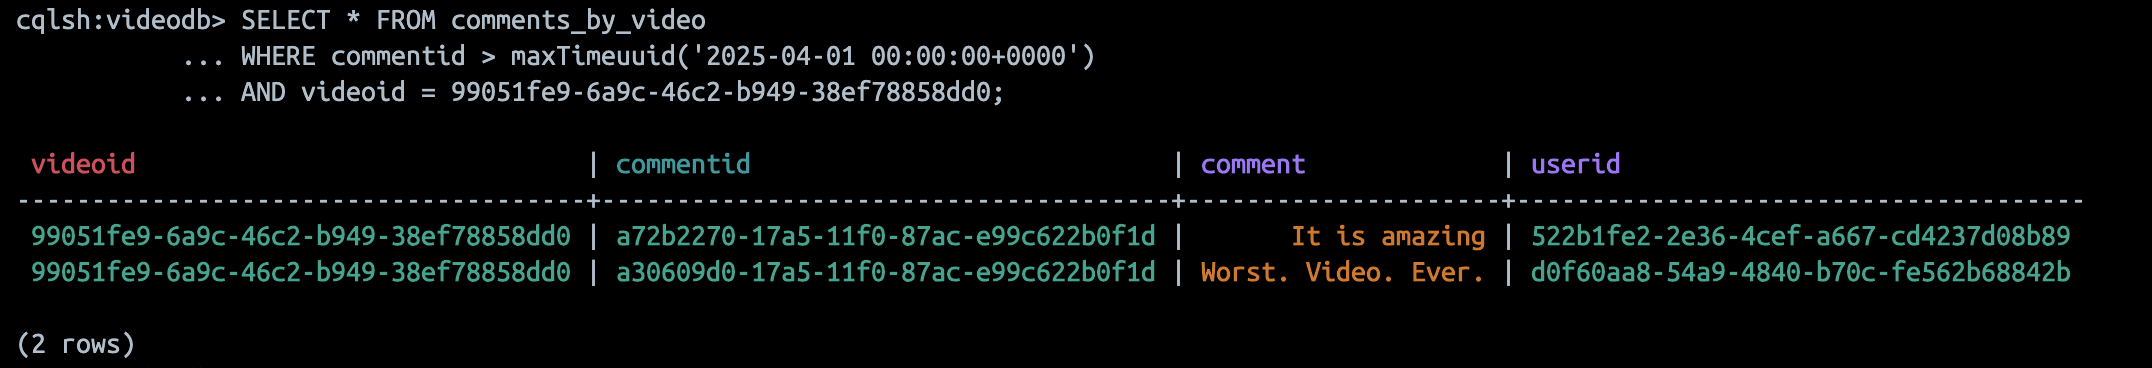 cqlsh:videodb> SELECT * FROM comments_by_video
... WHERE commentid > maxTimeuuid('2025-04-01 00:00:00+0000')
... AND videoid = 99051fe9-6a9c-46c2-b949-38ef78858dd0;
videoid | commentid | comment | userid
--------------------------------------+--------------------------------------+---------------------+--------------------------------------
99051fe9-6a9c-46c2-b949-38ef78858dd0 | a72b2270-17a5-11f0-87ac-e99c622b0f1d | It is amazing | 522b1fe2-2e36-4cef-a667-cd4237d08b89
99051fe9-6a9c-46c2-b949-38ef78858dd0 | a30609d0-17a5-11f0-87ac-e99c622b0f1d | Worst. Video. Ever. | d0f60aa8-54a9-4840-b70c-fe562b68842b
(2 rows)